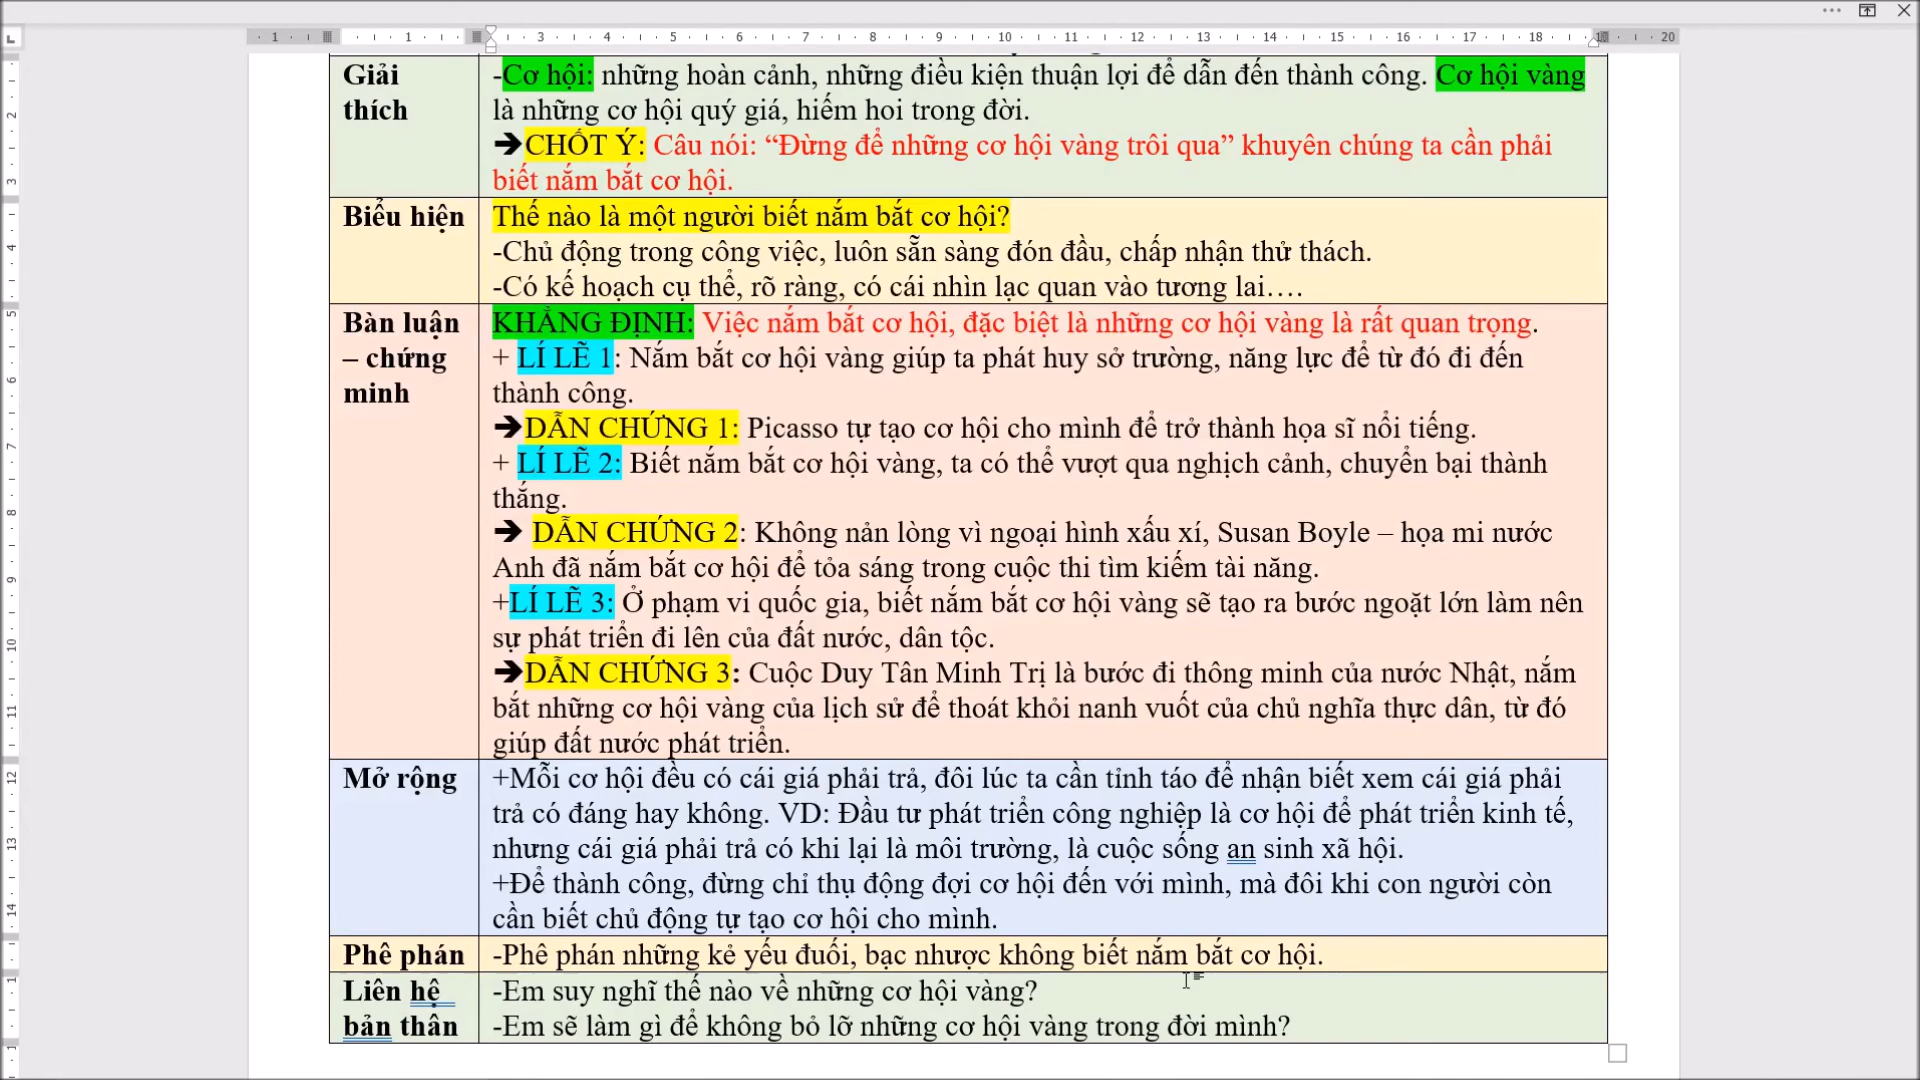 1 1 3 4 5 6 7 8 9 10 11 12 13 14 15 16 17 18 20
Giải thích
-Cơ hội: những hoàn cảnh, những điều kiện thuận lợi để dẫn đến thành công. Cơ hội vàng
là những cơ hội quý giá, hiếm hoi trong đời.
➔CHỐT Ý: Câu nói: “Đừng để những cơ hội vàng trôi qua” khuyên chúng ta cần phải
biết nắm bắt cơ hội.
Biểu hiện
Thế nào là một người biết nắm bắt cơ hội?
-Chủ động trong công việc, luôn sẵn sàng đón đầu, chấp nhận thử thách.
-Có kế hoạch cụ thể, rõ ràng, có cái nhìn lạc quan vào tương lai….
Bàn luận
– chứng
minh
KHẲNG ĐỊNH: Việc nắm bắt cơ hội, đặc biệt là những cơ hội vàng là rất quan trọng.
+ LÍ LẼ 1: Nắm bắt cơ hội vàng giúp ta phát huy sở trường, năng lực để từ đó đi đến
thành công.
➔DẪN CHỨNG 1: Picasso tự tạo cơ hội cho mình để trở thành họa sĩ nổi tiếng.
+ LÍ LẼ 2: Biết nắm bắt cơ hội vàng, ta có thể vượt qua nghịch cảnh, chuyển bại thành
thắng.
➔ DẪN CHỨNG 2: Không nản lòng vì ngoại hình xấu xí, Susan Boyle – họa mi nước
Anh đã nắm bắt cơ hội để tỏa sáng trong cuộc thi tìm kiếm tài năng.
+LÍ LẼ 3: Ở phạm vi quốc gia, biết nắm bắt cơ hội vàng sẽ tạo ra bước ngoặt lớn làm nên
sự phát triển đi lên của đất nước, dân tộc.
➔DẪN CHỨNG 3: Cuộc Duy Tân Minh Trị là bước đi thông minh của nước Nhật, nắm
bắt những cơ hội vàng của lịch sử để thoát khỏi nanh vuốt của chủ nghĩa thực dân, từ đó
giúp đất nước phát triển.
Mở rộng
+Mỗi cơ hội đều có cái giá phải trả, đôi lúc ta cần tỉnh táo để nhận biết xem cái giá phải
trả có đáng hay không. VD: Đầu tư phát triển công nghiệp là cơ hội để phát triển kinh tế,
nhưng cái giá phải trả có khi lại là môi trường, là cuộc sống an sinh xã hội.
+Để thành công, đừng chỉ thụ động đợi cơ hội đến với mình, mà đôi khi con người còn
cần biết chủ động tự tạo cơ hội cho mình.
Phê phán
-Phê phán những kẻ yếu đuối, bạc nhược không biết nắm bắt cơ hội.
Liên hệ
bản thân
-Em suy nghĩ thế nào về những cơ hội vàng?
-Em sẽ làm gì để không bỏ lỡ những cơ hội vàng trong đời mình?